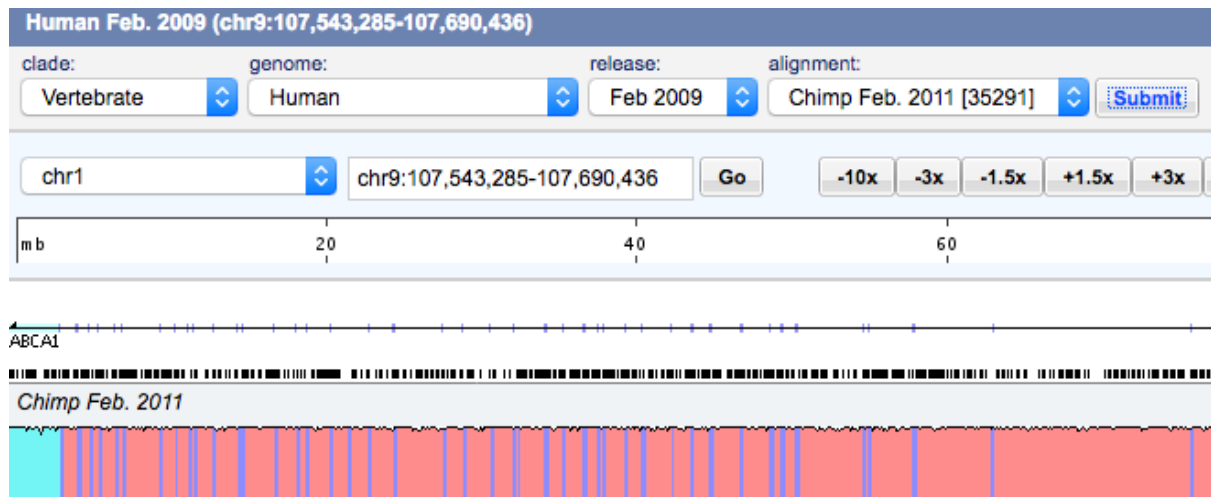 Human Feb. 2009 (chr9:107,543,285-107,690,436)
clade: genome: release: alignment:
Vertebrate Human Feb 2009 Chimp Feb. 2011 [35291] Submit
chr1 chr9:107,543,285-107,690,436 Go -10x -3x -1.5x +1.5x +3x
mb 20 40 60
ABCA1
Chimp Feb. 2011